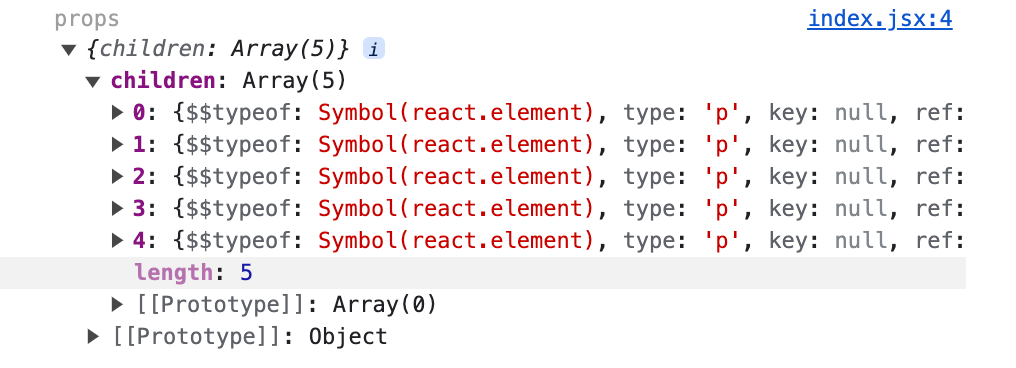 props index.jsx:4
▼ {children: Array(5)} i
▼ children: Array(5)
▶ 0: {$$typeof: Symbol(react.element), type: 'p', key: null, ref:
▶ 1: {$$typeof: Symbol(react.element), type: 'p', key: null, ref:
▶ 2: {$$typeof: Symbol(react.element), type: 'p', key: null, ref:
▶ 3: {$$typeof: Symbol(react.element), type: 'p', key: null, ref:
▶ 4: {$$typeof: Symbol(react.element), type: 'p', key: null, ref:
length: 5
▶ [[Prototype]]: Array(0)
▶ [[Prototype]]: Object